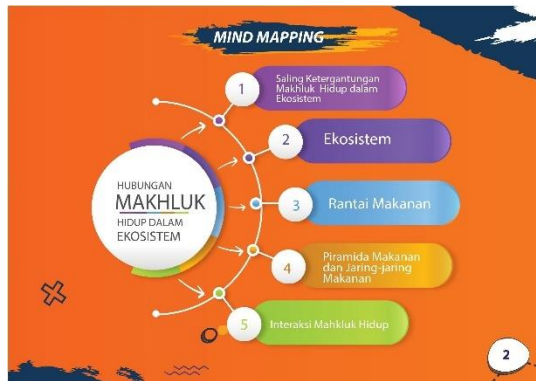 MIND MAPPING
1
Saling Ketergantungan
Makhluk Hidup dalam
Ekosistem
2
Ekosistem
HUBUNGAN
MAKHLUK
HIDUP DALAM
EKOSISTEM
3
Rantai Makanan
4
Piramida Makanan
dan Jaring-jaring
Makanan
5
Interaksi Mahkluk Hidup
2